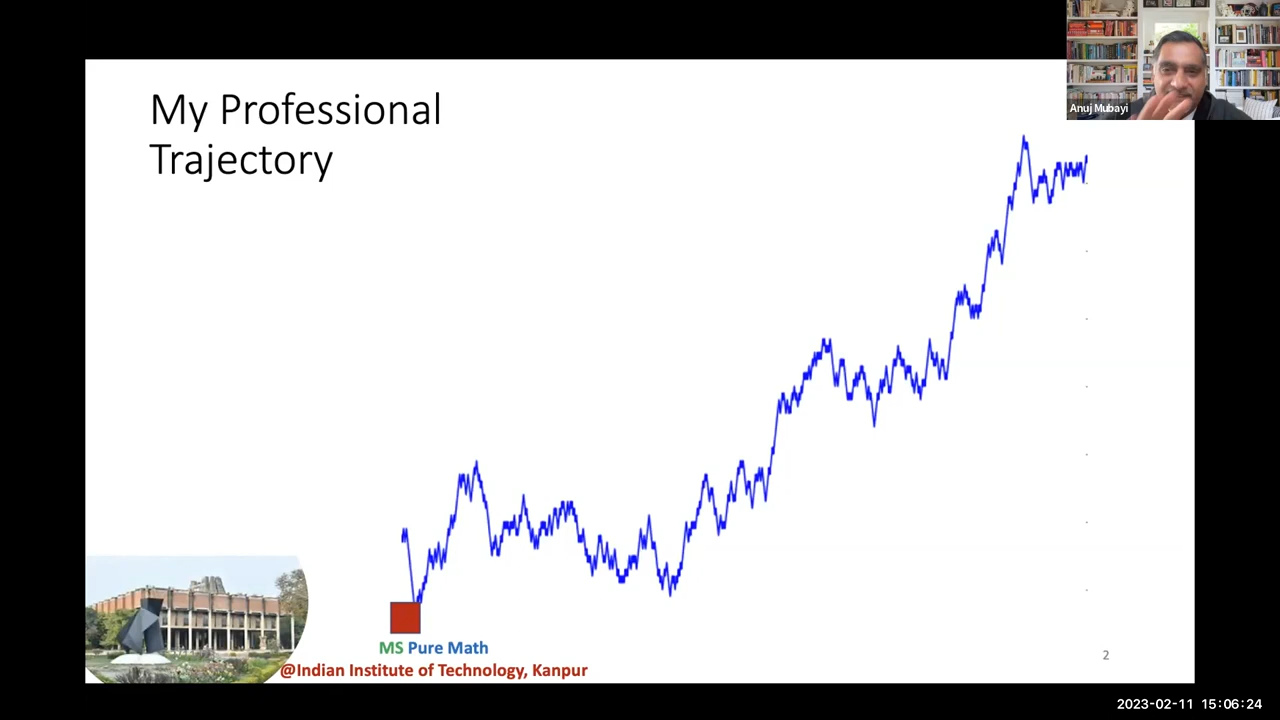 My Professional
Trajectory
Anuj Mubayi
MS Pure Math
@Indian Institute of Technology, Kanpur
2
2023-02-11 15:06:24